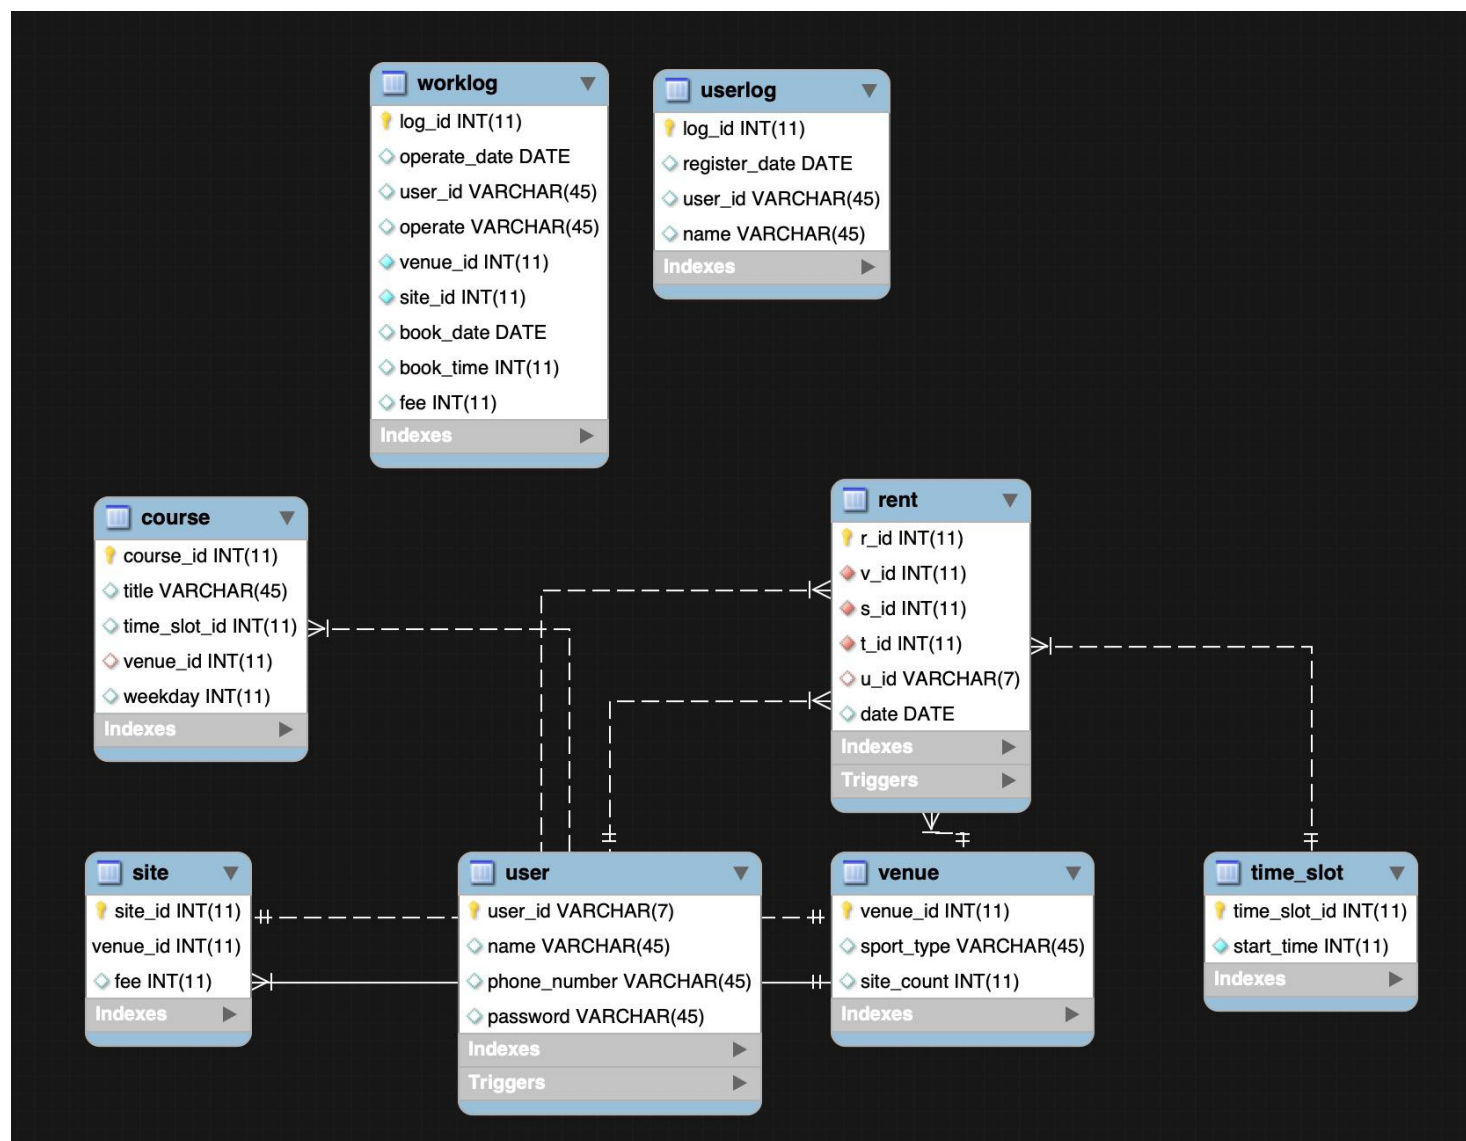 worklog
log_id INT(11)
operate_date DATE
user_id VARCHAR(45)
operate VARCHAR(45)
venue_id INT(11)
site_id INT(11)
book_date DATE
book_time INT(11)
fee INT(11)
Indexes
userlog
log_id INT(11)
register_date DATE
user_id VARCHAR(45)
name VARCHAR(45)
Indexes
course
course_id INT(11)
title VARCHAR(45)
time_slot_id INT(11)
venue_id INT(11)
weekday INT(11)
Indexes
rent
r_id INT(11)
v_id INT(11)
s_id INT(11)
t_id INT(11)
u_id VARCHAR(7)
date DATE
Indexes
Triggers
site
site_id INT(11)
venue_id INT(11)
fee INT(11)
Indexes
user
user_id VARCHAR(7)
name VARCHAR(45)
phone_number VARCHAR(45)
password VARCHAR(45)
Indexes
Triggers
venue
venue_id INT(11)
sport_type VARCHAR(45)
site_count INT(11)
Indexes
time_slot
time_slot_id INT(11)
start_time INT(11)
Indexes